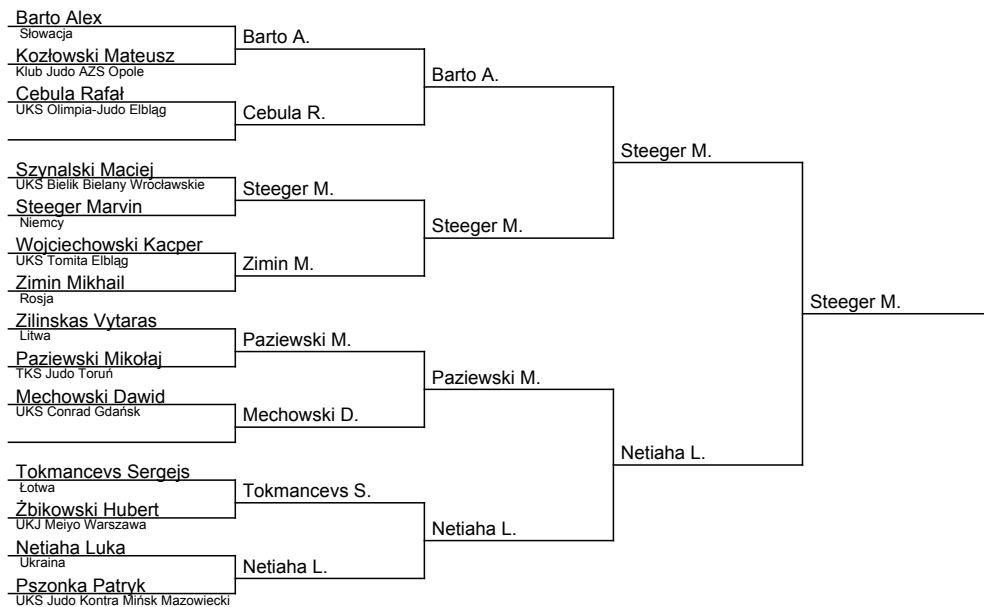 Barto Alex
Słowacja
Kozłowski Mateusz
Klub Judo AZS Opole
Cebula Rafał
UKS Olimpia-Judo Elbląg
Szynalski Maciej
UKS Bielik Bielany Wrocławskie
Steeger Marvin
Niemcy
Wojciechowski Kacper
UKS Tomita Elbląg
Zimin Mikhail
Rosja
Zilinskas Vytaras
Litwa
Paziewski Mikołaj
TKS Judo Toruń
Mechowski Dawid
UKS Conrad Gdańsk
Tokmancevs Sergejs
Łotwa
Żbikowski Hubert
UKJ Meiyo Warszawa
Netiaha Luka
Ukraina
Pszonka Patryk
UKS Judo Kontra Mińsk Mazowiecki
Barto A.
Cebula R.
Steeger M.
Zimin M.
Paziewski M.
Mechowski D.
Tokmancevs S.
Netiaha L.
Barto A.
Steeger M.
Paziewski M.
Netiaha L.
Steeger M.
Netiaha L.
Steeger M.